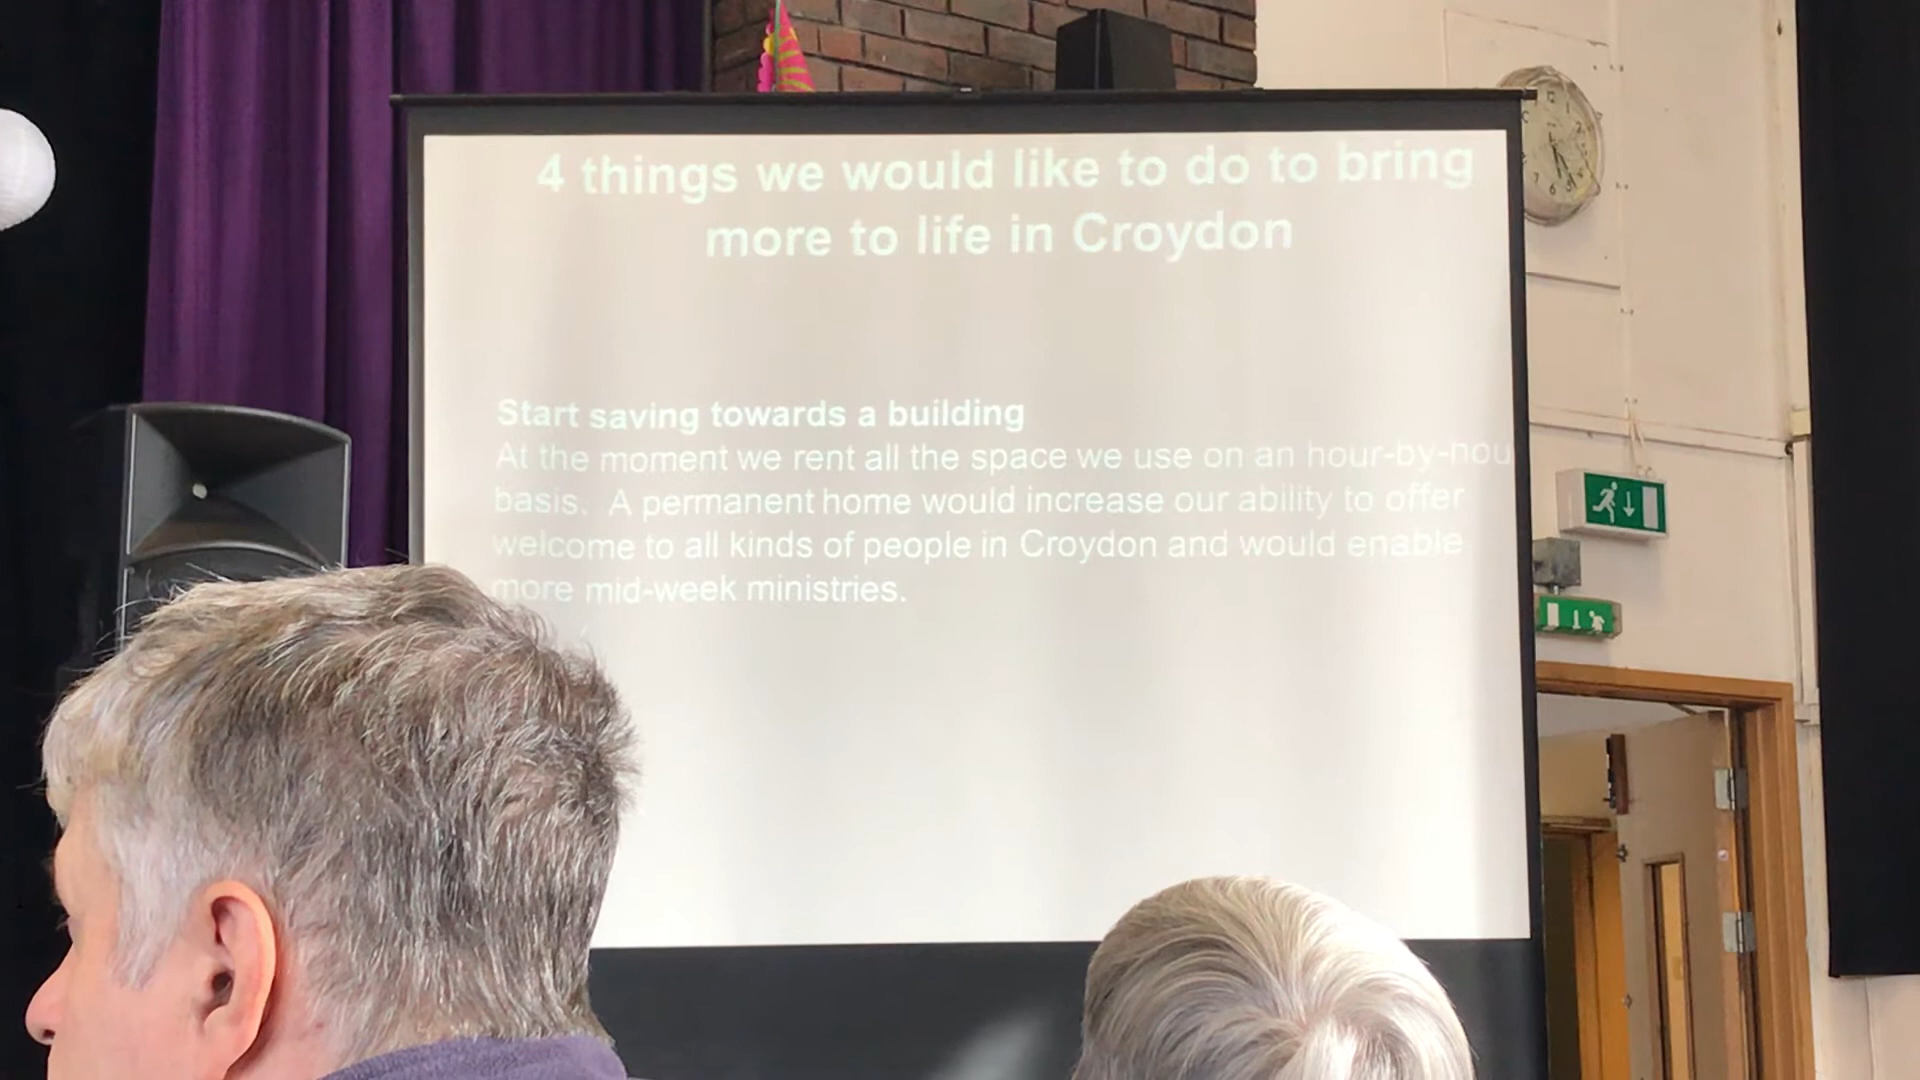 4 things we would like to do to bring
more to life in Croydon
Start saving towards a building
At the moment we rent all the space we use on an hour-by-hou
basis. A permanent home would increase our ability to offer
welcome to all kinds of people in Croydon and would enable
more mid-week ministries.